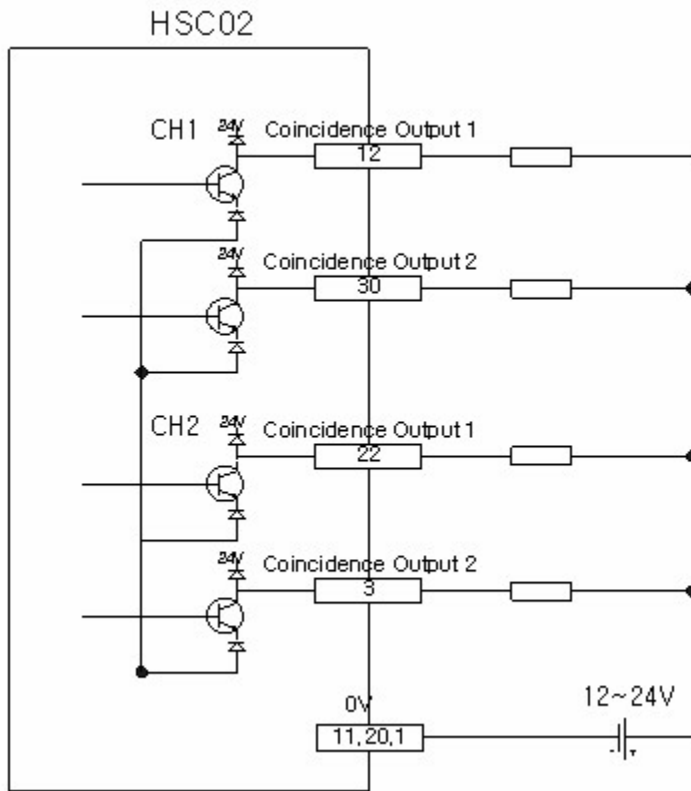 HSC02
CH1
24V
Coincidence Output 1
12
24V
Coincidence Output 2
30
CH2
24V
Coincidence Output 1
22
24V
Coincidence Output 2
3
0V
12~24V
11,20,1
- +